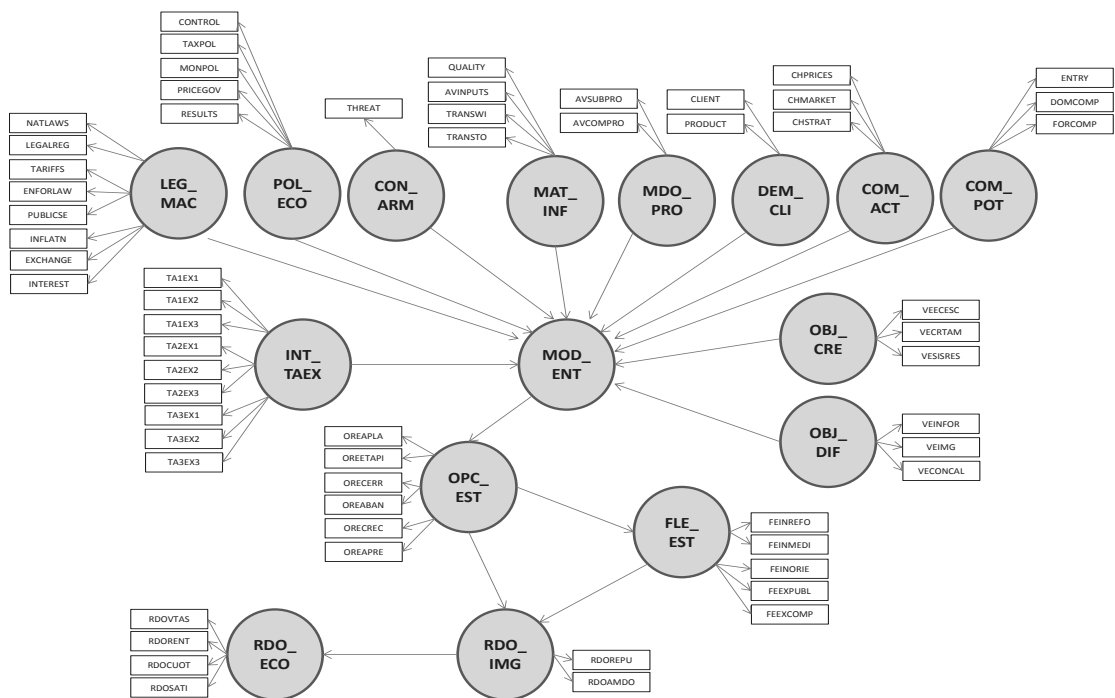 CONTROL
TAXPOL
MONPOL
PRICEGOV
RESULTS
THREAT
QUALITY
AVINPUTS
TRANSWI
TRANSTO
AVSUBPRO
AVCOMPRO
CLIENT
PRODUCT
CHPRICES
CHMARKET
CHSTRAT
ENTRY
DOMCOMP
FORCOMP
NATLAWS
LEGALREG
TARIFFS
ENFORLAW
PUBLICSE
INFLATN
EXCHANGE
INTEREST
LEG_
MAC
POL_
ECO
CON_
ARM
MAT_
INF
MDO_
PRO
DEM_
CLI
COM_
ACT
COM_
POT
TA1EX1
TA1EX2
TA1EX3
TA2EX1
TA2EX2
TA2EX3
TA3EX1
TA3EX2
TA3EX3
INT_
TAEX
MOD_
ENT
OBJ_
CRE
VEECESC
VECRTAM
VESISRES
OBJ_
DIF
VEINFOR
VEIMG
VECONCAL
OREAPLA
OREETAPI
ORECERR
OREABAN
ORECREC
OREAPRE
OPC_
EST
FLE_
EST
FEINREFO
FEINMEDI
FEINORIE
FEEXPUBL
FEEXCOMP
RDOVTAS
RDORENT
RDOCUOT
RDOSATI
RDO_
ECO
RDO_
IMG
RDOREPU
RDOAMDO